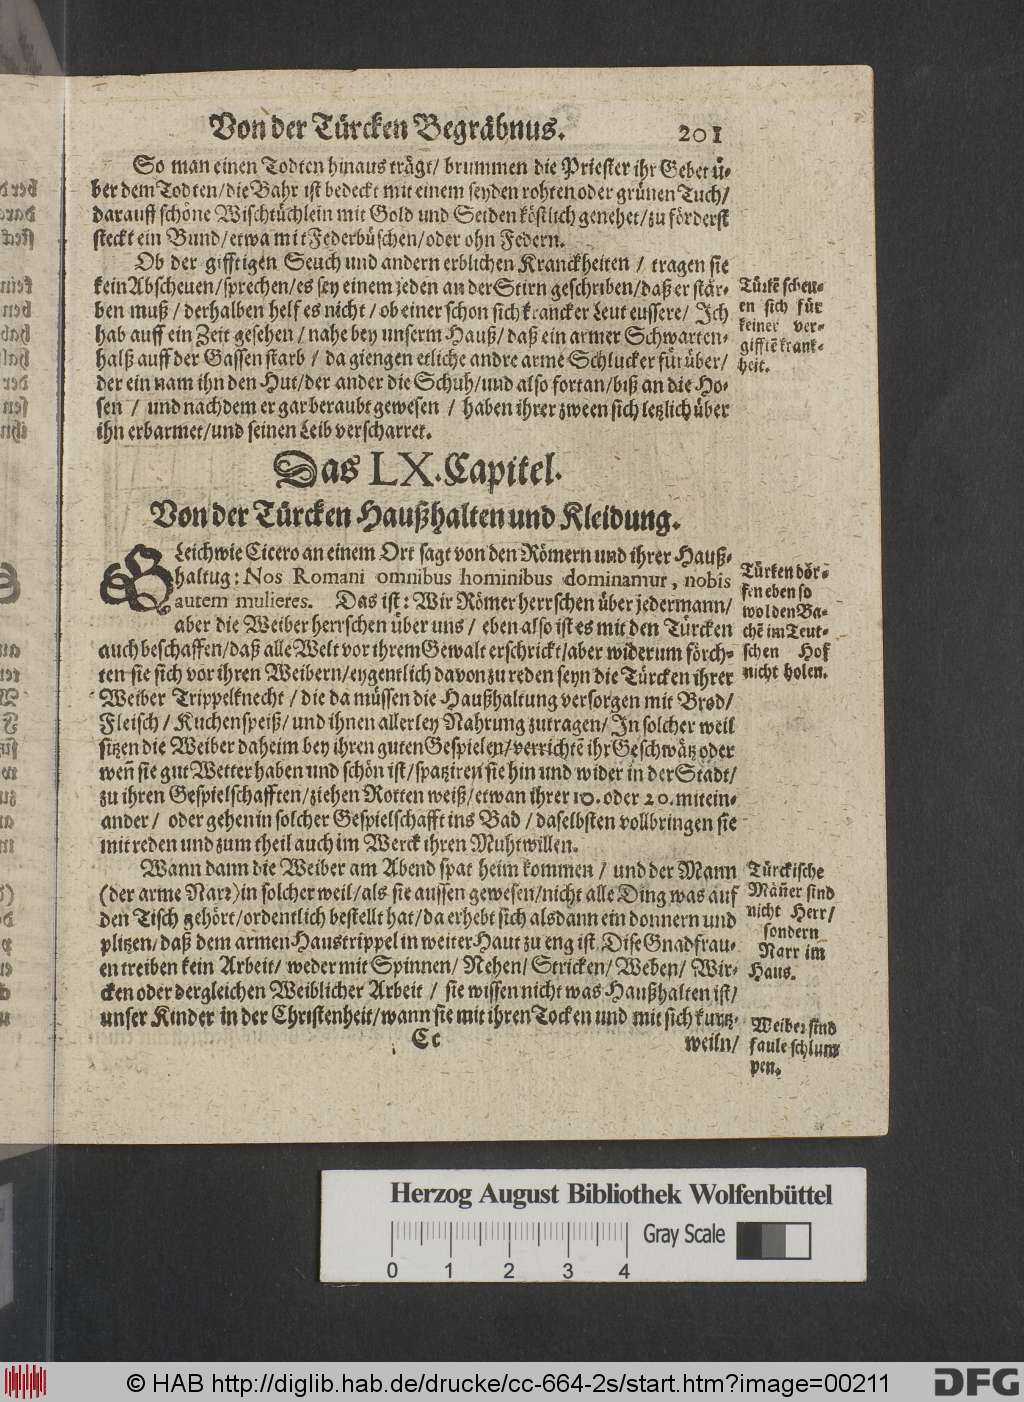 Von der Türcken Begräbnus. 201
So man einen Todten hinaus trägt/ brummen die Priester ihr Gebet ü-
ber dem Todten/ die Bahr ist bedeckt mit einem seyden rohten oder grünen Tuch/
darauff schöne Wischtüchlein mit Gold und Seiden köstlich genehet/ zu förderst
steckt ein Bund/ etwa mit Federbüschen/ oder ohn Federn.
Ob der gifftigen Seuch und andern erblichen Kranckheiten / tragen sie
kein Abscheuen/ sprechen/ es sey einem jeden an der Stirn geschriben/ daß er stär-
ben muß / derhalben helf es nicht / ob einer schon sich krancker Leut eussere/ Ich
hab auff ein Zeit gesehen / nahe bey unserm Hauß/ daß ein armer Schwarten-
halß auff der Gassen starb / da giengen etliche andre arme Schlucker fürüber/
der ein nam ihn den Hut/ der ander die Schuh/ und also fortan/ biß an die Ho-
sen / und nachdem er gar beraubt gewesen / haben ihrer zween sich letzlich über
ihn erbarmet/ und seinen Leib verscharret.
Türkē scheu-
en sich für
keiner ver-
gifftē krank-
heit.
Das LX. Capitel.
Von der Türcken Haußhalten und Kleidung.
Gleich wie Cicero an einem Ort sagt von den Römern und ihrer Hauß-
haltug: Nos Romani omnibus hominibus dominamur, nobis
autem mulieres. Das ist: Wir Römer herrschen über jedermann/
aber die Weiber herrschen über uns / eben also ist es mit den Türcken
auch beschaffen/ daß alle Welt vor ihrem Gewalt erschrickt/ aber widerum förch-
ten sie sich vor ihren Weibern/ eygentlich davon zu reden seyn die Türcken ihrer
Weiber Trippelknecht / die da müssen die Haußhaltung versorgen mit Brod/
Fleisch / Kuchenspeiß/ und ihnen allerley Nahrung zutragen/ In solcher weil
sitzen die Weiber daheim bey ihren guten Gespielen/ verrichtē ihr Geschwätz oder
weñ sie gut Wetter haben und schön ist/ spatziren sie hin und wider in der Stadt/
zu ihren Gespielschafften/ ziehen Rotten weiß/ etwan ihrer 10. oder 20. mitein-
ander / oder gehen in solcher Gespielschafft ins Bad / daselbsten vollbringen sie
mit reden und zum theil auch im Werck ihren Muhtwillen.
Türken dör-
fen eben so
wol den Ba-
chē im Teut-
schen Hof
nicht holen.
Wann dann die Weiber am Abend spat heim kommen / und der Mann
(der arme Narr) in solcher weil/ als sie aussen gewesen/ nicht alle Ding was auf
den Tisch gehört/ ordentlich bestellt hat/ da erhebt sich alsdann ein donnern und
plitzen/ daß dem armen Haustrippel in weiter Haut zu eng ist. Dise Gnadfrau-
en treiben kein Arbeit/ weder mit Spinnen/ Nehen/ Stricken/ Weben/ Wir-
cken oder dergleichen Weiblicher Arbeit / sie wissen nicht was Haußhalten ist/
unser Kinder in der Christenheit/ wann sie mit ihren Tocken und mit sich kurtz-
Türckische
Mäñer sind
nicht Herr/
sondern
Narr im
Haus.
Weiber sind
faule schlum
pen.
Cc weiln/
Herzog August Bibliothek Wolfenbüttel
Gray Scale
0 1 2 3 4
© HAB http://diglib.hab.de/drucke/cc-664-2s/start.htm?image=00211
DFG